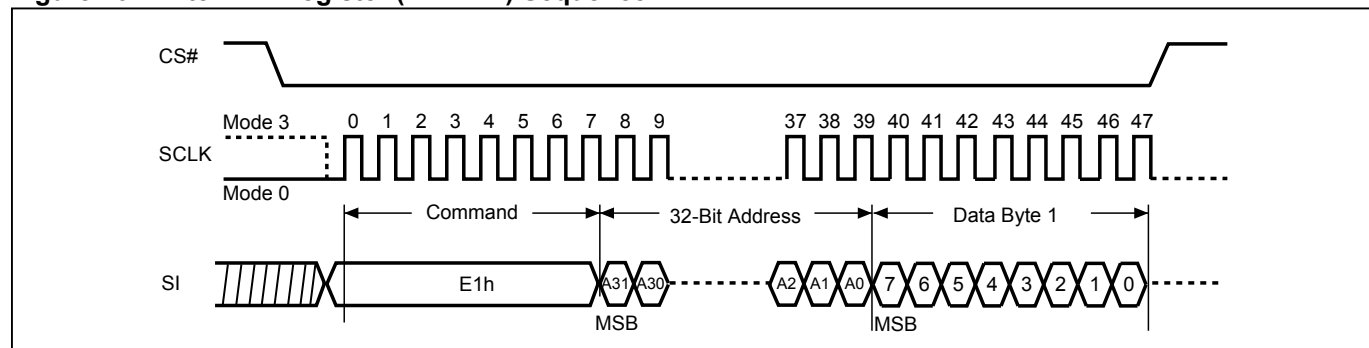 CS#
Mode 3
0 1 2 3 4 5 6 7 8 9 37 38 39 40 41 42 43 44 45 46 47
SCLK
Mode 0
Command 32-Bit Address Data Byte 1
SI E1h A31 A30 A2 A1 A0 7 6 5 4 3 2 1 0
MSB MSB